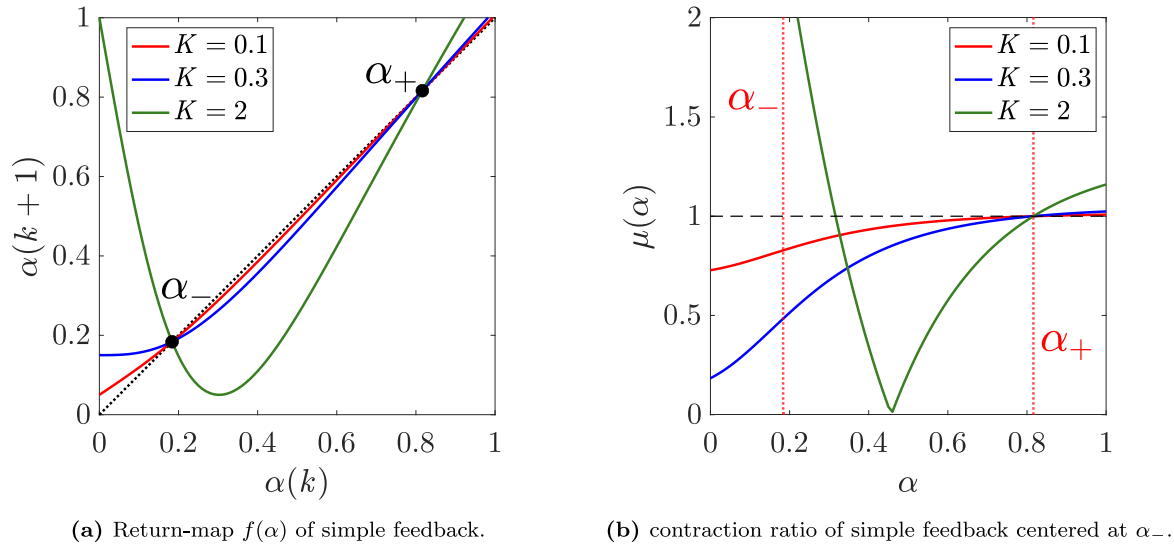 1
0.8
0.6
0.4
0.2
0
0 0.2 0.4 0.6 0.8 1
α(k + 1)
α(k)
K = 0.1
K = 0.3
K = 2
α₊
α₋
(a) Return-map f(α) of simple feedback.
2
1.5
1
0.5
0
0 0.2 0.4 0.6 0.8 1
μ(α)
α
K = 0.1
K = 0.3
K = 2
α₋
α₊
(b) contraction ratio of simple feedback centered at α₋.